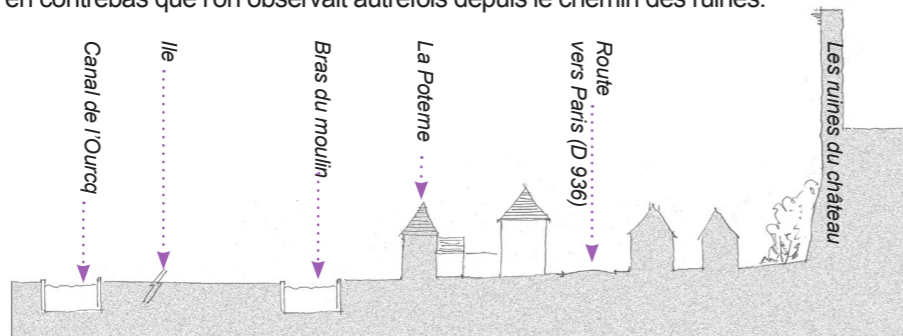 en contrebas que l'on observait autrefois depuis le chemin des ruines.
Canal de l'Ourcq
Ile
Bras du moulin
La Poterne
Route
vers Paris (D 936)
Les ruines du château